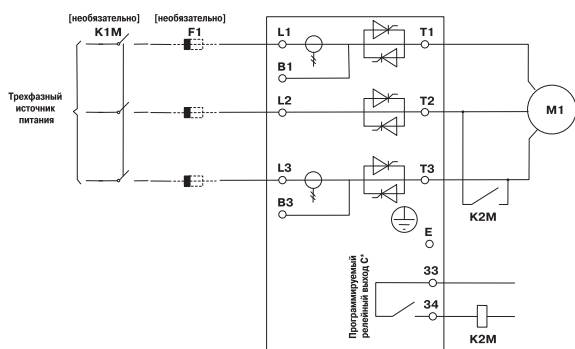 [необязательно] [необязательно]
K1M F1 L1 T1
B1
Трехфазный
источник
питания
L2 T2 M1
L3 T3
B3 K2M
E
Программируемый
релейный выход C*
33
34
K2M